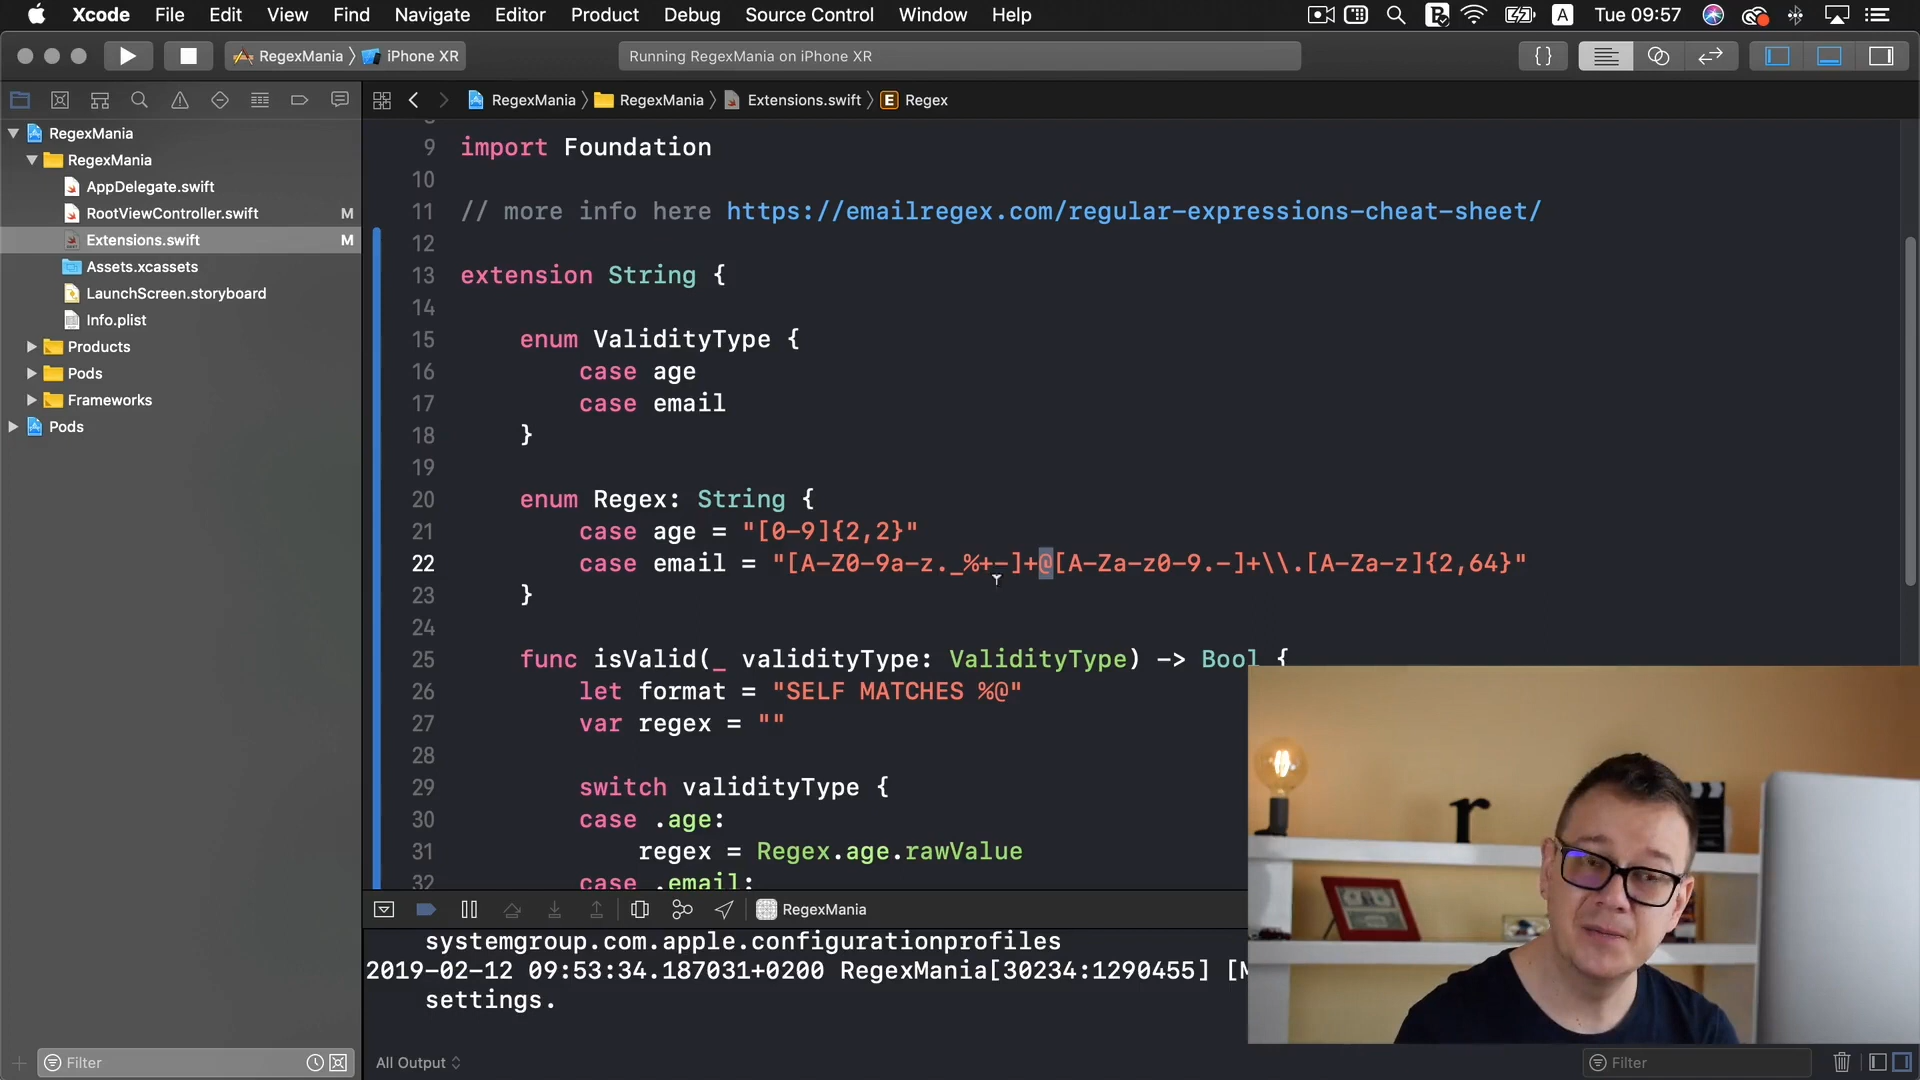 Xcode File Edit View Find Navigate Editor Product Debug Source Control Window Help
A Tue 09:57
RegexMania iPhone XR
Running RegexMania on iPhone XR
{}
RegexMania RegexMania Extensions.swift E Regex
RegexMania
RegexMania
AppDelegate.swift
RootViewController.swift M
Extensions.swift M
Assets.xcassets
LaunchScreen.storyboard
Info.plist
Products
Pods
Frameworks
Pods
Filter
9 import Foundation
10
11 // more info here https://emailregex.com/regular-expressions-cheat-sheet/
12
13 extension String {
14
15 enum ValidityType {
16 case age
17 case email
18 }
19
20 enum Regex: String {
21 case age = "[0-9]{2,2}"
22 case email = "[A-Z0-9a-z._%+-]+@[A-Za-z0-9.-]+\\.[A-Za-z]{2,64}"
23 }
24
25 func isValid(_ validityType: ValidityType) -> Bool {
26 let format = "SELF MATCHES %@"
27 var regex = ""
28
29 switch validityType {
30 case .age:
31 regex = Regex.age.rawValue
32 case .email:
RegexMania
systemgroup.com.apple.configurationprofiles
2019-02-12 09:53:34.187031+0200 RegexMania[30234:1290455] [
settings.
All Output
Filter
r